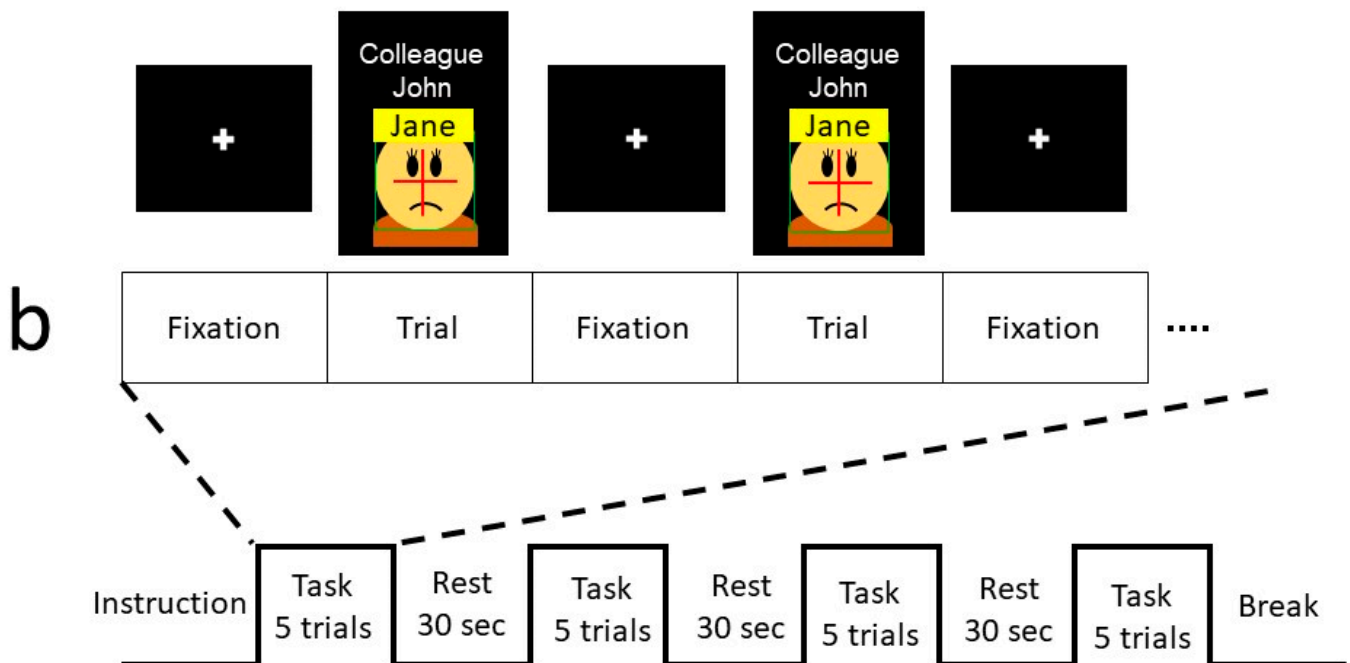 Colleague
John
Jane
Colleague
John
Jane
b
Fixation
Trial
Fixation
Trial
Fixation
....
Instruction
Task
5 trials
Rest
30 sec
Task
5 trials
Rest
30 sec
Task
5 trials
Rest
30 sec
Task
5 trials
Break